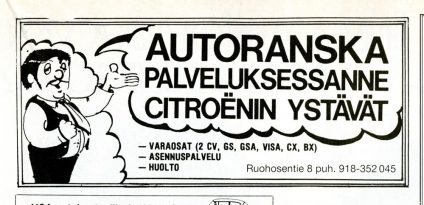 AUTORANSKA
PALVELUKSESSANNE
CITROËNIN YSTÄVÄT
— VARAOSAT (2 CV, GS, GSA, VISA, CX, BX)
— ASENNUSPALVELU
— HUOLTO
Ruohosentie 8 puh. 918-352 045